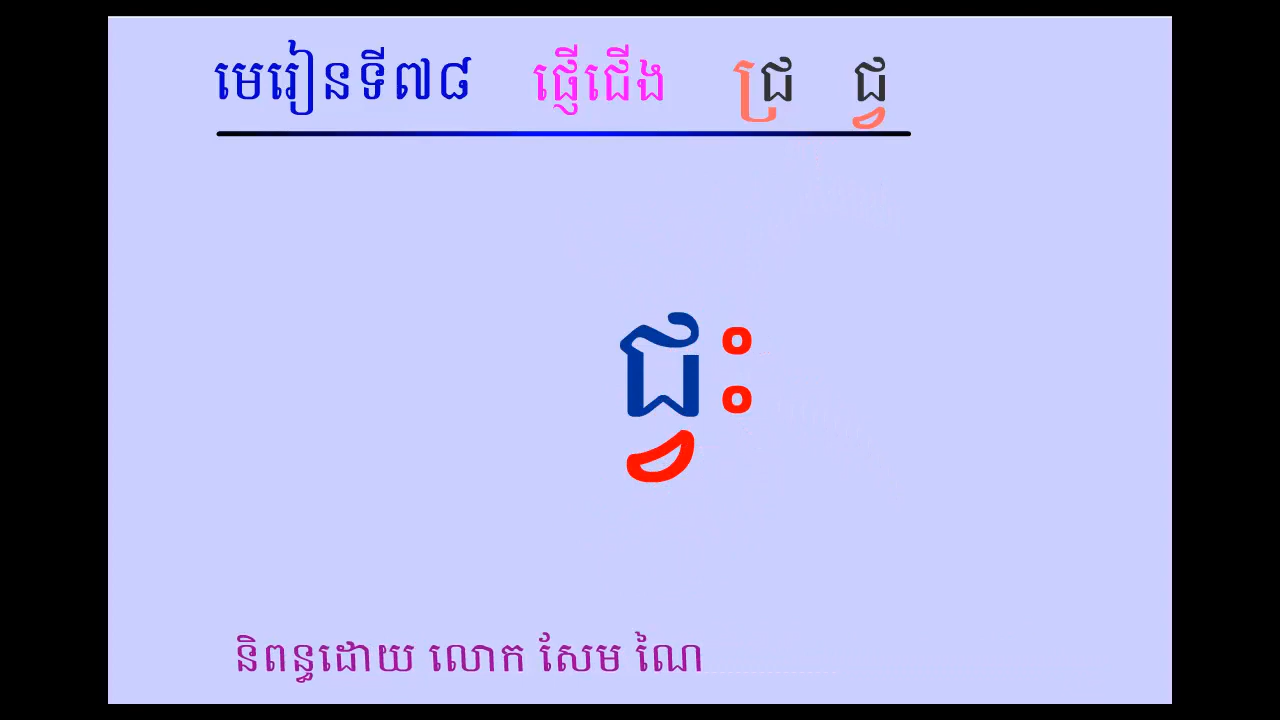 មេរៀនទី៧៨ ផ្ញើជើង ជ្រ ជ្វ
ជ្វះ
និពន្ធដោយ លោក សែម ណៃ